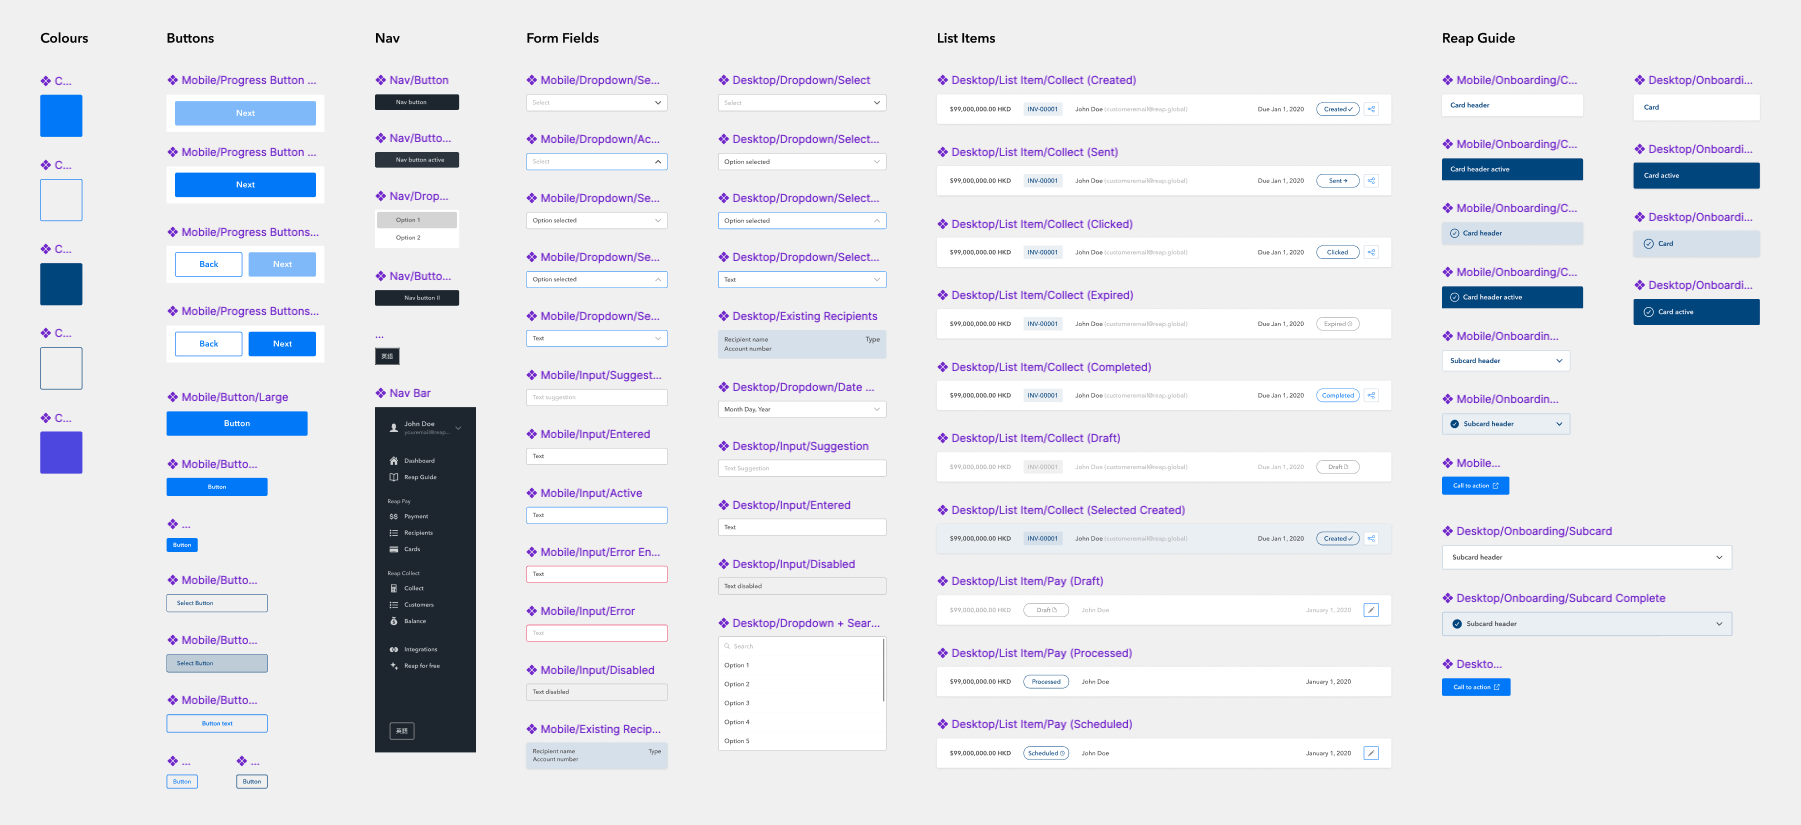 Colours
C...
C...
C...
C...
C...
Buttons
Mobile/Progress Button ...
Next
Mobile/Progress Button ...
Next
Mobile/Progress Buttons...
Back
Next
Mobile/Progress Buttons...
Back
Next
Mobile/Button/Large
Button
Mobile/Butto...
Button
...
Button
Mobile/Butto...
Select Button
Mobile/Butto...
Select Button
Mobile/Butto...
Button text
...
Button
...
Button
Nav
Nav/Button
Nav button
Nav/Butto...
Nav button active
Nav/Drop...
Option 1
Option 2
Nav/Butto...
Nav button II
...
英語
Nav Bar
John Doe
youremail@reap...
Dashboard
Reap Guide
Reap Pay
$$ Payment
Recipients
Cards
Reap Collect
Collect
Customers
Balance
Integrations
Reap for free
英語
Form Fields
Mobile/Dropdown/Se...
Select
Mobile/Dropdown/Ac...
Select
Mobile/Dropdown/Se...
Option selected
Mobile/Dropdown/Se...
Option selected
Mobile/Dropdown/Se...
Text
Mobile/Input/Suggest...
Text suggestion
Mobile/Input/Entered
Text
Mobile/Input/Active
Text
Mobile/Input/Error En...
Text
Mobile/Input/Error
Text
Mobile/Input/Disabled
Text disabled
Mobile/Existing Recip...
Recipient name Type
Account number
Desktop/Dropdown/Select
Select
Desktop/Dropdown/Select...
Option selected
Desktop/Dropdown/Select...
Option selected
Desktop/Dropdown/Select...
Text
Desktop/Existing Recipients
Recipient name Type
Account number
Desktop/Dropdown/Date ...
Month Day, Year
Desktop/Input/Suggestion
Text Suggestion
Desktop/Input/Entered
Text
Desktop/Input/Disabled
Text disabled
Desktop/Dropdown + Sear...
Search
Option 1
Option 2
Option 3
Option 4
Option 5
List Items
Desktop/List Item/Collect (Created)
$99,000,000.00 HKD INV-00001 John Doe (customeremail@reap.global) Due Jan 1, 2020 Created
Desktop/List Item/Collect (Sent)
$99,000,000.00 HKD INV-00001 John Doe (customeremail@reap.global) Due Jan 1, 2020 Sent
Desktop/List Item/Collect (Clicked)
$99,000,000.00 HKD INV-00001 John Doe (customeremail@reap.global) Due Jan 1, 2020 Clicked
Desktop/List Item/Collect (Expired)
$99,000,000.00 HKD INV-00001 John Doe (customeremail@reap.global) Due Jan 1, 2020 Expired
Desktop/List Item/Collect (Completed)
$99,000,000.00 HKD INV-00001 John Doe (customeremail@reap.global) Due Jan 1, 2020 Completed
Desktop/List Item/Collect (Draft)
$99,000,000.00 HKD INV-00001 John Doe (customeremail@reap.global) Due Jan 1, 2020 Draft
Desktop/List Item/Collect (Selected Created)
$99,000,000.00 HKD INV-00001 John Doe (customeremail@reap.global) Due Jan 1, 2020 Created
Desktop/List Item/Pay (Draft)
$99,000,000.00 HKD Draft John Doe January 1, 2020
Desktop/List Item/Pay (Processed)
$99,000,000.00 HKD Processed John Doe January 1, 2020
Desktop/List Item/Pay (Scheduled)
$99,000,000.00 HKD Scheduled John Doe January 1, 2020
Reap Guide
Mobile/Onboarding/C...
Card header
Mobile/Onboarding/C...
Card header active
Mobile/Onboarding/C...
Card header
Mobile/Onboarding/C...
Card header active
Mobile/Onboardin...
Subcard header
Mobile/Onboardin...
Subcard header
Mobile...
Call to action
Desktop/Onboardi...
Card
Desktop/Onboardi...
Card active
Desktop/Onboardi...
Card
Desktop/Onboardi...
Card active
Desktop/Onboarding/Subcard
Subcard header
Desktop/Onboarding/Subcard Complete
Subcard header
Deskto...
Call to action